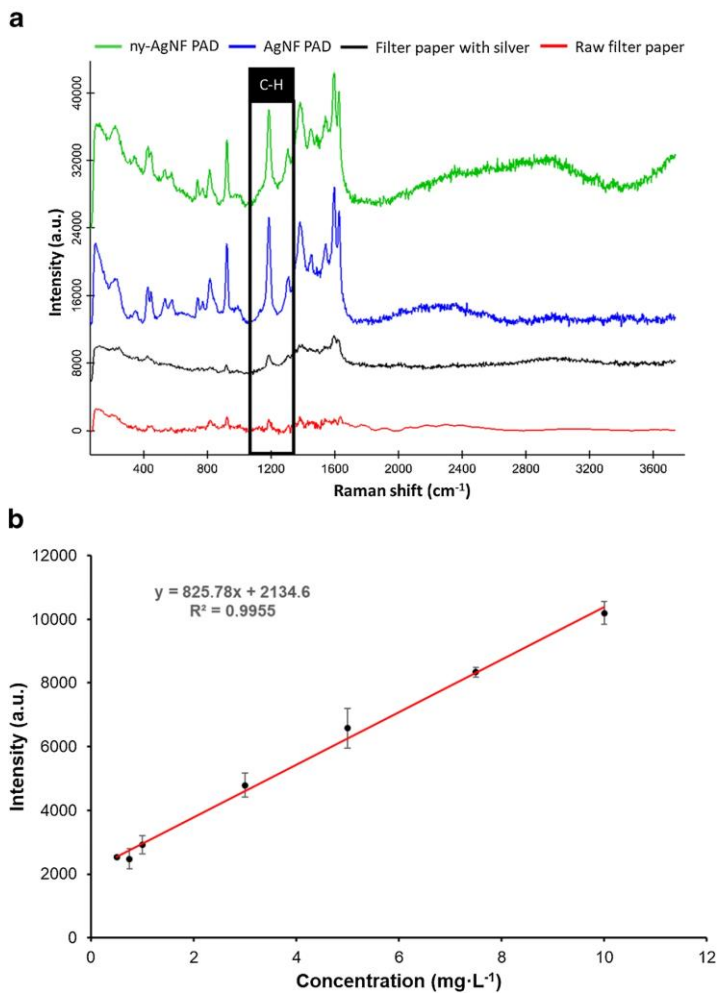 a
ny-AgNF PAD AgNF PAD Filter paper with silver Raw filter paper
C-H
40000
32000
24000
16000
8000
0
Intensity (a.u.)
400 800 1200 1600 2000 2400 2800 3200 3600
Raman shift (cm⁻¹)
b
12000
10000
8000
6000
4000
2000
0
Intensity (a.u.)
y = 825.78x + 2134.6
R² = 0.9955
0 2 4 6 8 10 12
Concentration (mg·L⁻¹)